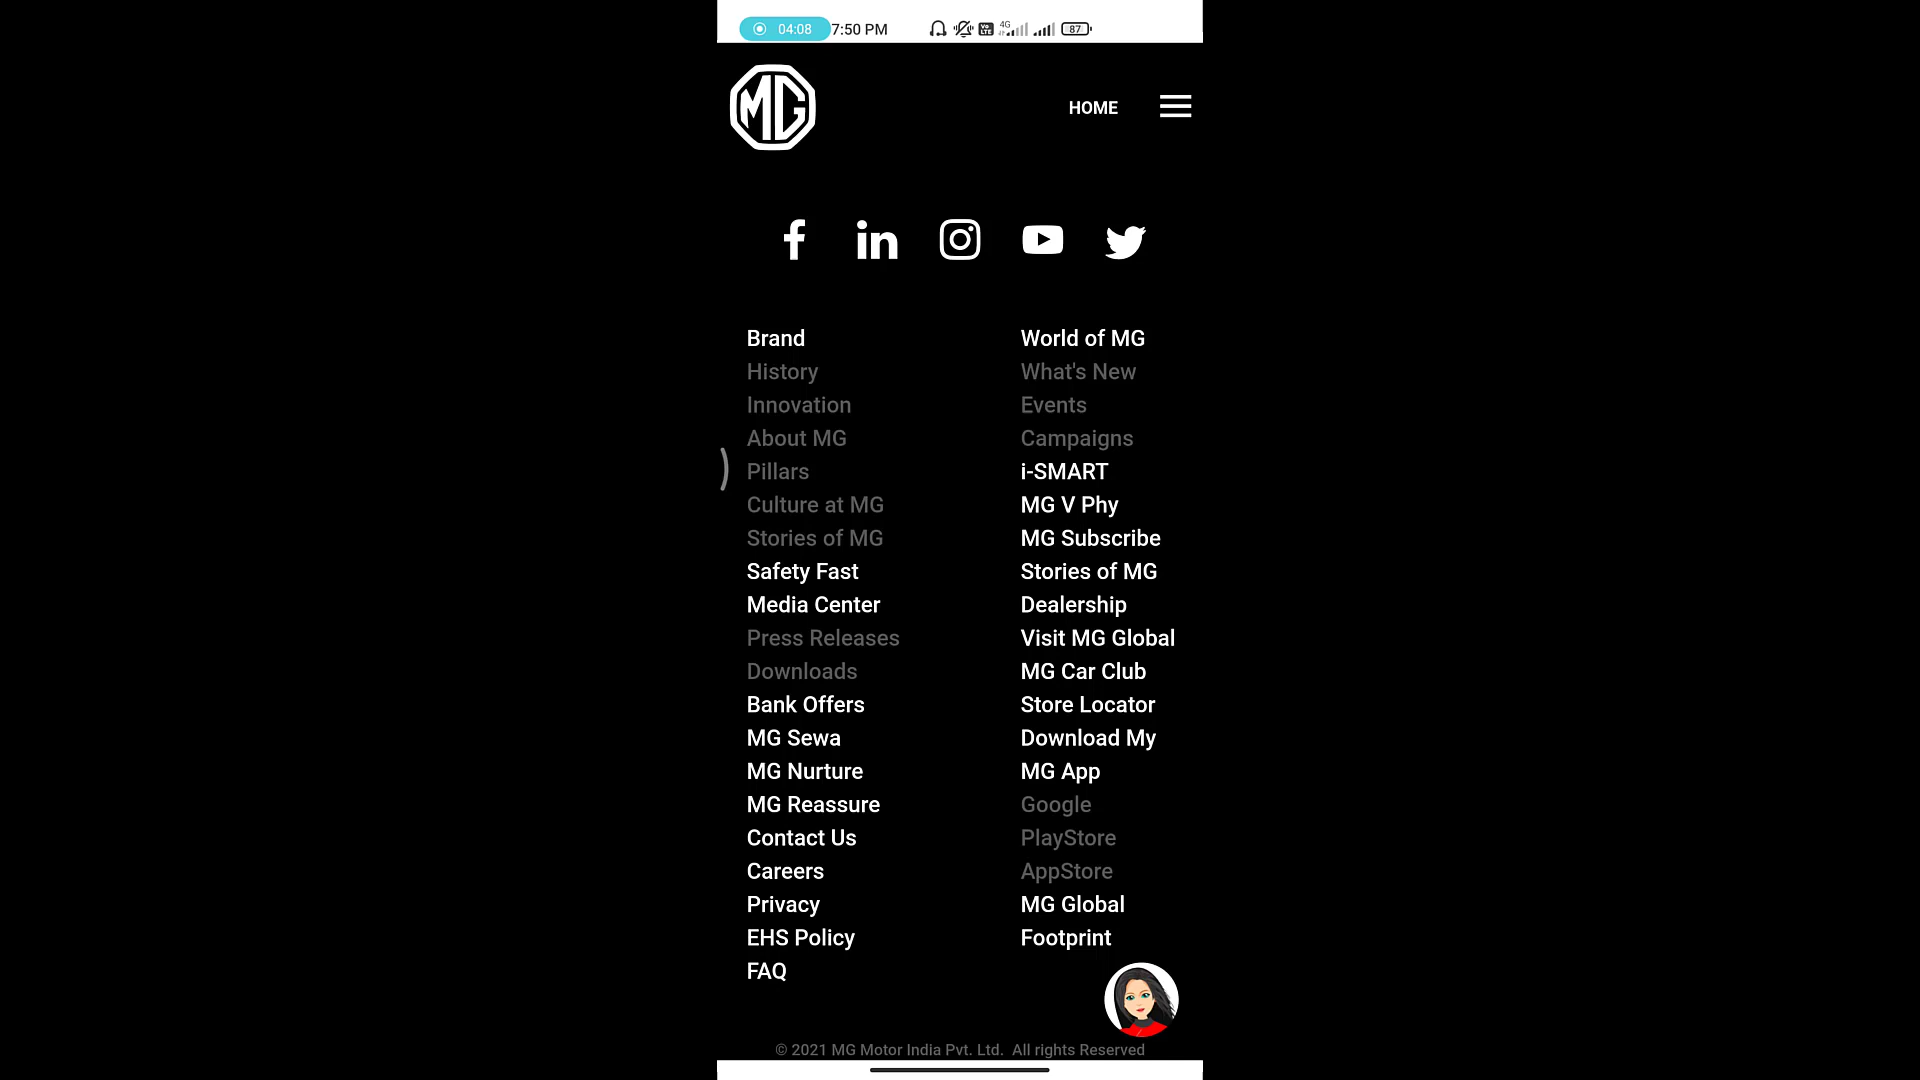 04:08 7:50 PM Vo LTE 4G 87
MG
HOME
Brand
History
Innovation
About MG
Pillars
Culture at MG
Stories of MG
Safety Fast
Media Center
Press Releases
Downloads
Bank Offers
MG Sewa
MG Nurture
MG Reassure
Contact Us
Careers
Privacy
EHS Policy
FAQ
World of MG
What's New
Events
Campaigns
i-SMART
MG V Phy
MG Subscribe
Stories of MG
Dealership
Visit MG Global
MG Car Club
Store Locator
Download My
MG App
Google
PlayStore
AppStore
MG Global
Footprint
© 2021 MG Motor India Pvt. Ltd. All rights Reserved